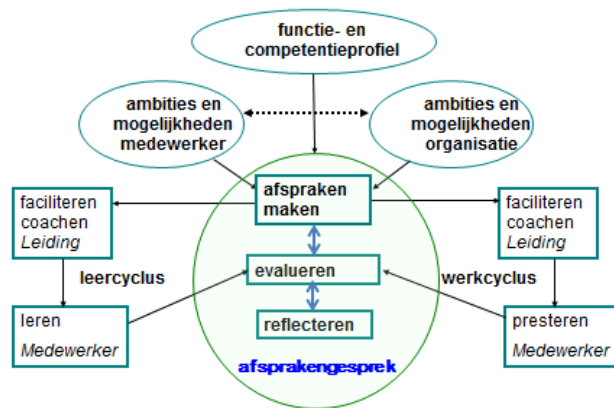 functie- en
competentieprofiel
ambities en
mogelijkheden
medewerker
ambities en
mogelijkheden
organisatie
afspraken
maken
faciliteren
coachen
Leiding
faciliteren
coachen
Leiding
leercyclus
evalueren
werkcyclus
leren
Medewerker
reflecteren
presteren
Medewerker
afsprakengesprek